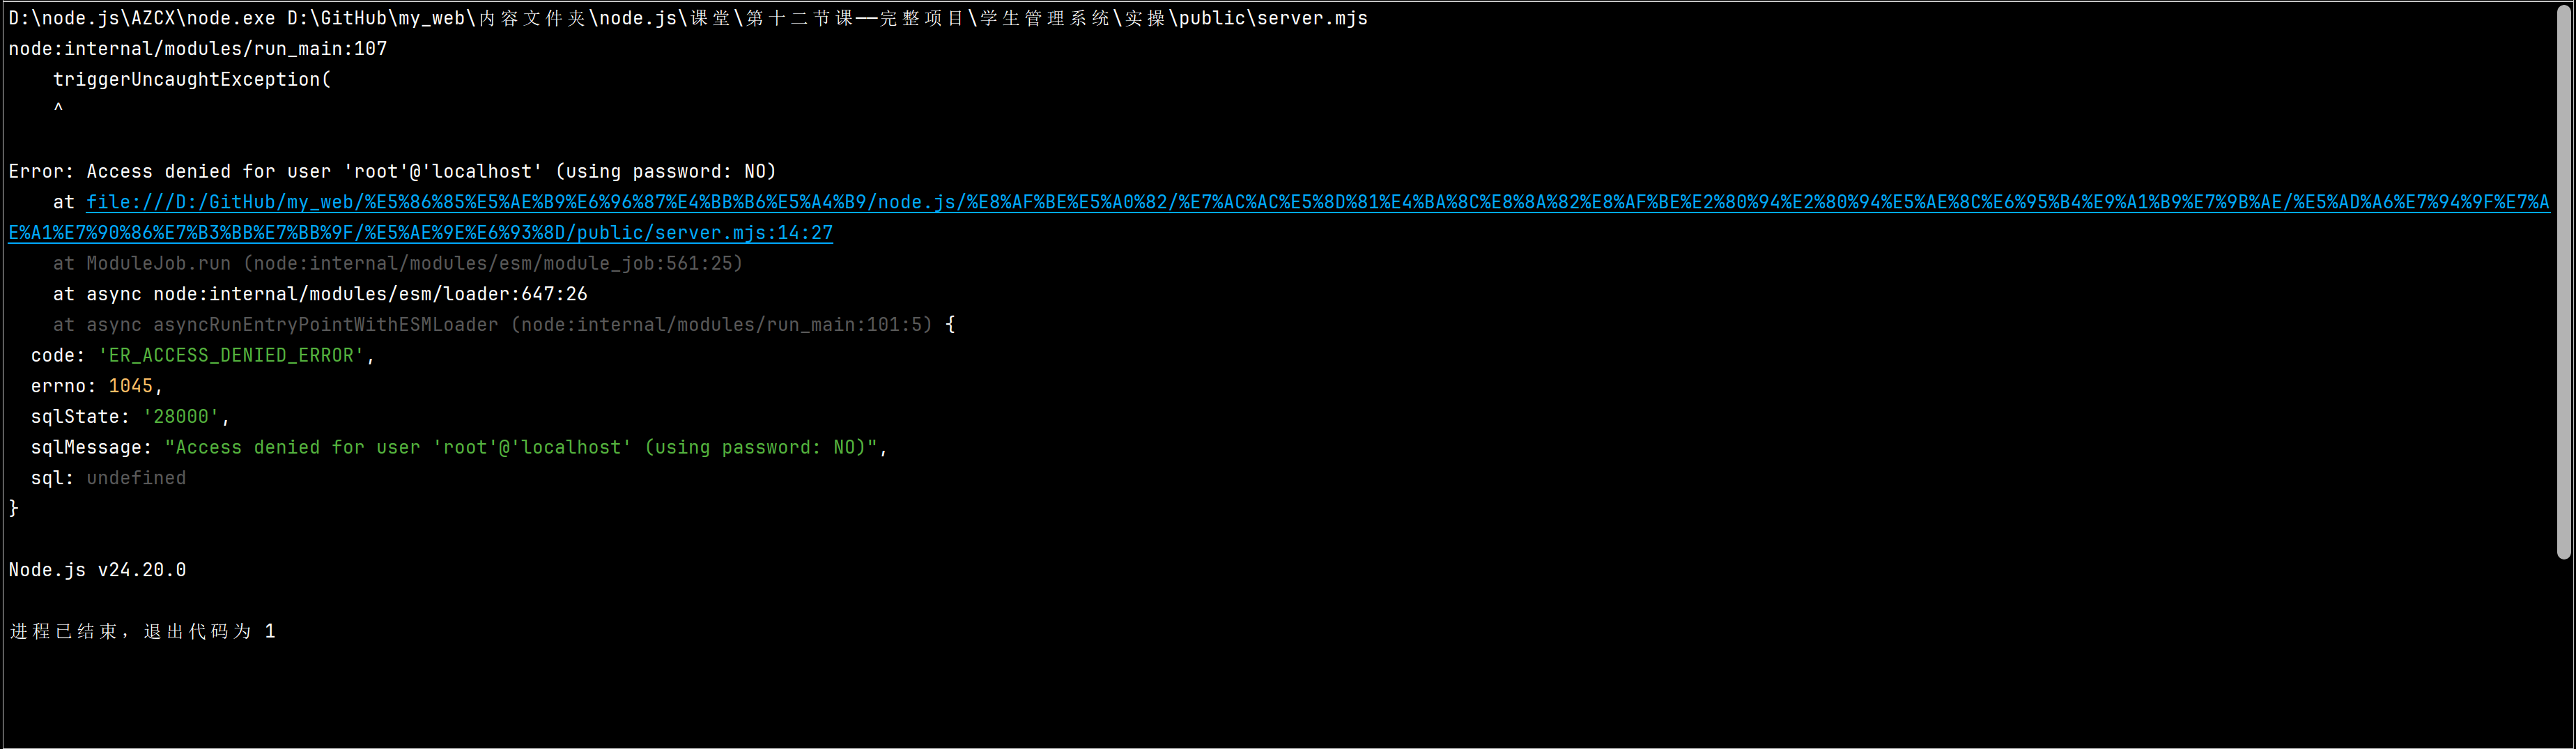 D:\node.js\AZCX\node.exe D:\GitHub\my_web\内容文件夹\node.js\课堂\第十二节课——完整项目\学生管理系统\实操\public\server.mjs
node:internal/modules/run_main:107
    triggerUncaughtException(
    ^
Error: Access denied for user 'root'@'localhost' (using password: NO)
    at file:///D:/GitHub/my_web/%E5%86%85%E5%AE%B9%E6%96%87%E4%BB%B6%E5%A4%B9/node.js/%E8%AF%BE%E5%A0%82/%E7%AC%AC%E5%8D%81%E4%BA%8C%E8%8A%82%E8%AF%BE%E2%80%94%E2%80%94%E5%AE%8C%E6%95%B4%E9%A1%B9%E7%9B%AE/%E5%AD%A6%E7%94%9F%E7%A
E%A1%E7%90%86%E7%B3%BB%E7%BB%9F/%E5%AE%9E%E6%93%8D/public/server.mjs:14:27
    at ModuleJob.run (node:internal/modules/esm/module_job:561:25)
    at async node:internal/modules/esm/loader:647:26
    at async asyncRunEntryPointWithESMLoader (node:internal/modules/run_main:101:5) {
  code: 'ER_ACCESS_DENIED_ERROR',
  errno: 1045,
  sqlState: '28000',
  sqlMessage: "Access denied for user 'root'@'localhost' (using password: NO)",
  sql: undefined
}
Node.js v24.20.0
进程已结束，退出代码为 1